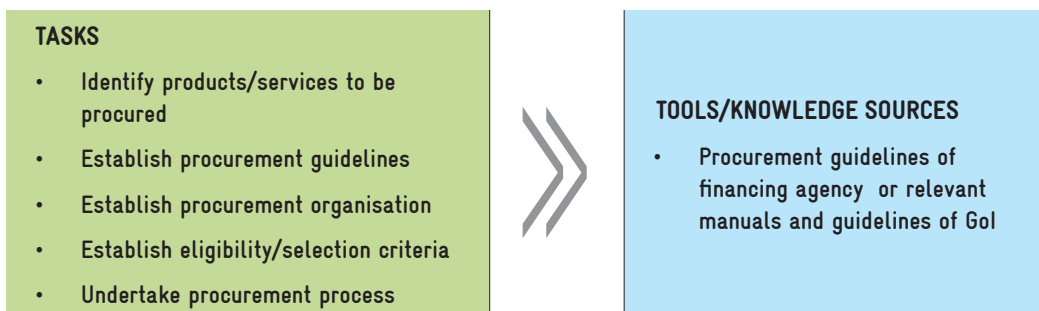 TASKS
• Identify products/services to be
procured
• Establish procurement guidelines
• Establish procurement organisation
• Establish eligibility/selection criteria
• Undertake procurement process
TOOLS/KNOWLEDGE SOURCES
• Procurement guidelines of
financing agency or relevant
manuals and guidelines of GoI